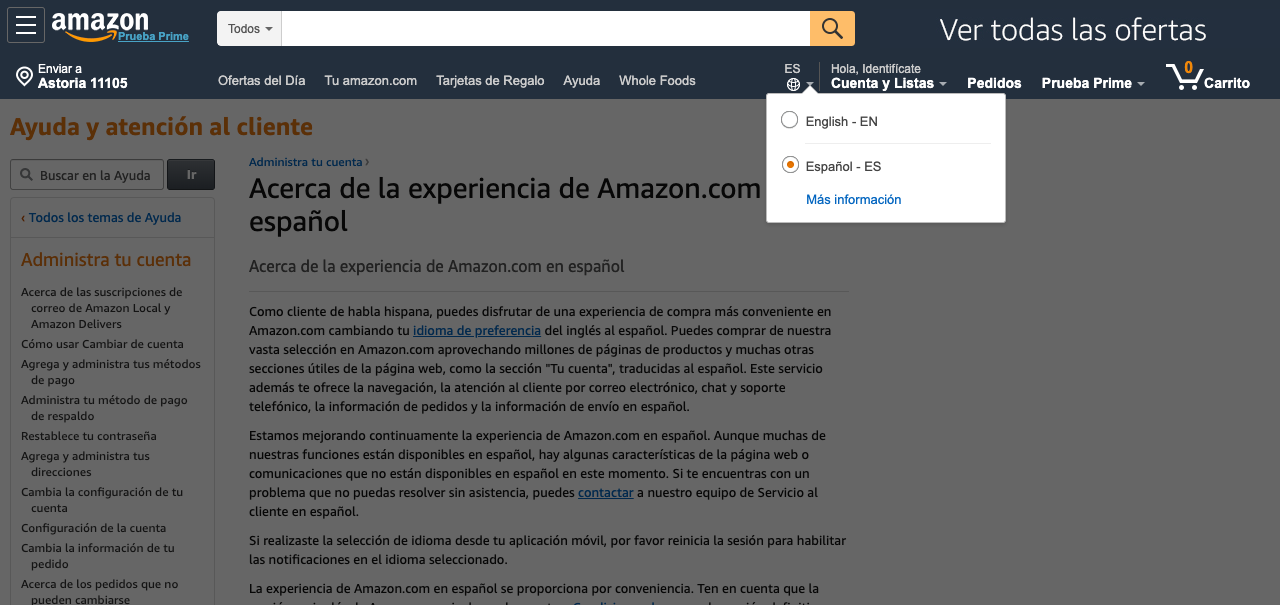 amazon
Prueba Prime
Todos
Ver todas las ofertas
Enviar a
Astoria 11105
Ofertas del Día Tu amazon.com Tarjetas de Regalo Ayuda Whole Foods
ES
Hola, Identifícate
Cuenta y Listas
Pedidos
Prueba Prime
0
Carrito
English - EN
Español - ES
Más información
Ayuda y atención al cliente
Buscar en la Ayuda
Ir
‹ Todos los temas de Ayuda
Administra tu cuenta
Acerca de las suscripciones de
correo de Amazon Local y
Amazon Delivers
Cómo usar Cambiar de cuenta
Agrega y administra tus métodos
de pago
Administra tu método de pago
de respaldo
Restablece tu contraseña
Agrega y administra tus
direcciones
Cambia la configuración de tu
cuenta
Configuración de la cuenta
Cambia la información de tu
pedido
Acerca de los pedidos que no
pueden cambiarse
Administra tu cuenta ›
Acerca de la experiencia de Amazon.com
español
Acerca de la experiencia de Amazon.com en español
Como cliente de habla hispana, puedes disfrutar de una experiencia de compra más conveniente en
Amazon.com cambiando tu idioma de preferencia del inglés al español. Puedes comprar de nuestra
vasta selección en Amazon.com aprovechando millones de páginas de productos y muchas otras
secciones útiles de la página web, como la sección "Tu cuenta", traducidas al español. Este servicio
además te ofrece la navegación, la atención al cliente por correo electrónico, chat y soporte
telefónico, la información de pedidos y la información de envío en español.
Estamos mejorando continuamente la experiencia de Amazon.com en español. Aunque muchas de
nuestras funciones están disponibles en español, hay algunas características de la página web o
comunicaciones que no están disponibles en español en este momento. Si te encuentras con un
problema que no puedas resolver sin asistencia, puedes contactar a nuestro equipo de Servicio al
cliente en español.
Si realizaste la selección de idioma desde tu aplicación móvil, por favor reinicia la sesión para habilitar
las notificaciones en el idioma seleccionado.
La experiencia de Amazon.com en español se proporciona por conveniencia. Ten en cuenta que la